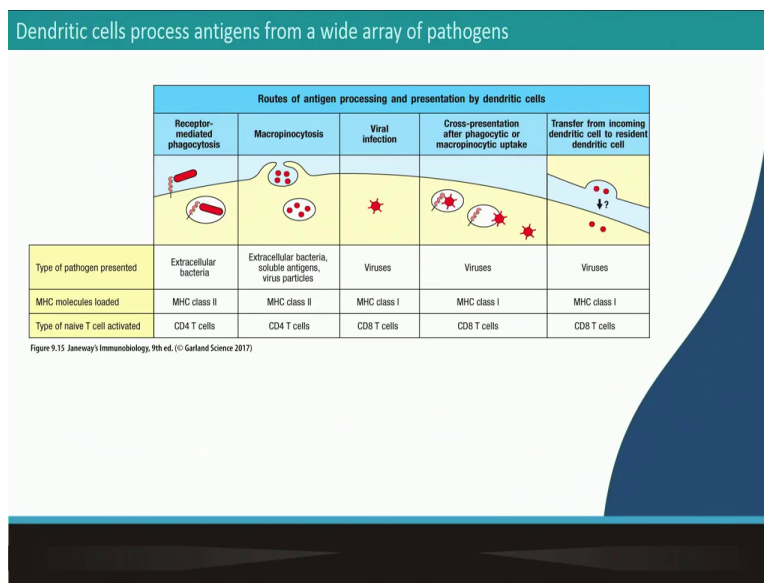 Dendritic cells process antigens from a wide array of pathogens
Routes of antigen processing and presentation by dendritic cells
Receptor-
mediated
phagocytosis
Macropinocytosis
Viral
infection
Cross-presentation
after phagocytic or
macropinocytic uptake
Transfer from incoming
dendritic cell to resident
dendritic cell
?
Type of pathogen presented
Extracellular
bacteria
Extracellular bacteria,
soluble antigens,
virus particles
Viruses
Viruses
Viruses
MHC molecules loaded
MHC class II
MHC class II
MHC class I
MHC class I
MHC class I
Type of naive T cell activated
CD4 T cells
CD4 T cells
CD8 T cells
CD8 T cells
CD8 T cells
Figure 9.15 Janeway's Immunobiology, 9th ed. (© Garland Science 2017)